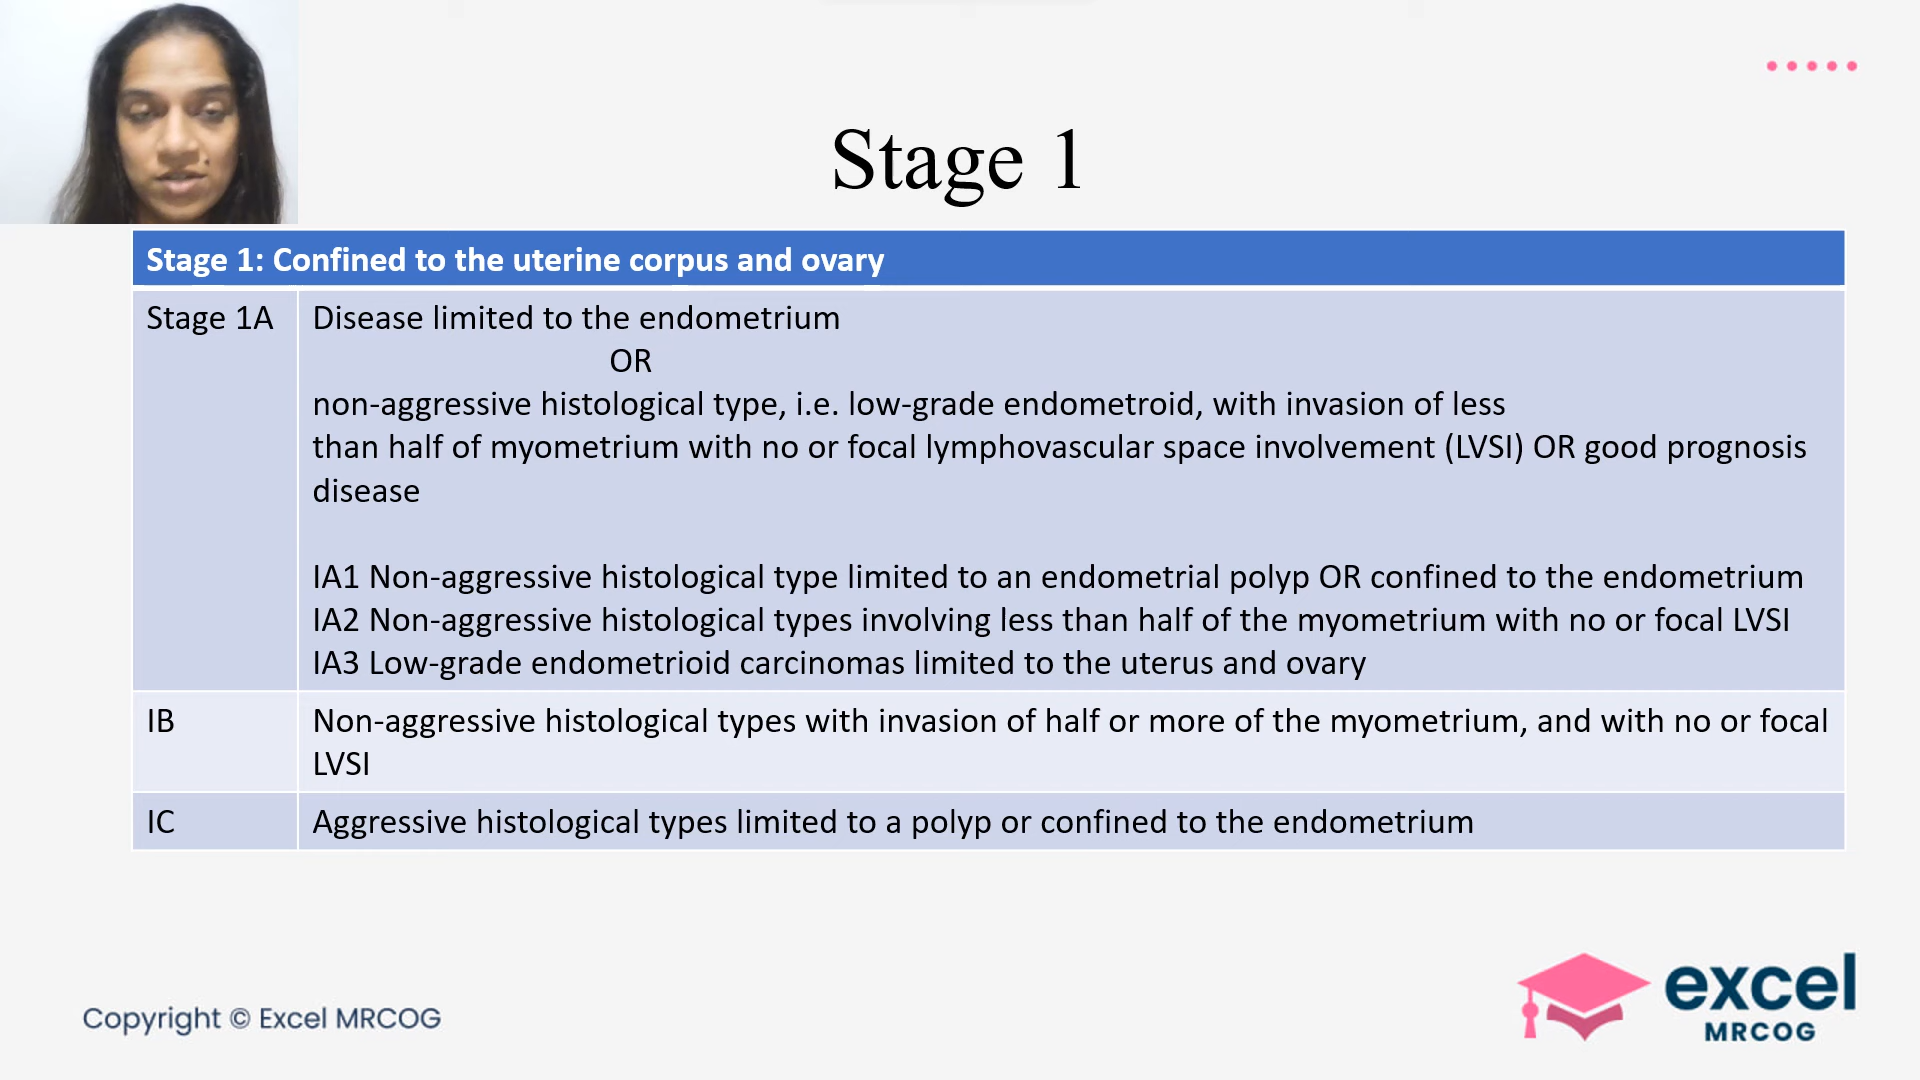 Stage 1
Stage 1: Confined to the uterine corpus and ovary
Stage 1A
Disease limited to the endometrium
OR
non-aggressive histological type, i.e. low-grade endometroid, with invasion of less
than half of myometrium with no or focal lymphovascular space involvement (LVSI) OR good prognosis
disease
IA1 Non-aggressive histological type limited to an endometrial polyp OR confined to the endometrium
IA2 Non-aggressive histological types involving less than half of the myometrium with no or focal LVSI
IA3 Low-grade endometrioid carcinomas limited to the uterus and ovary
IB
Non-aggressive histological types with invasion of half or more of the myometrium, and with no or focal
LVSI
IC
Aggressive histological types limited to a polyp or confined to the endometrium
Copyright © Excel MRCOG
excel
MRCOG